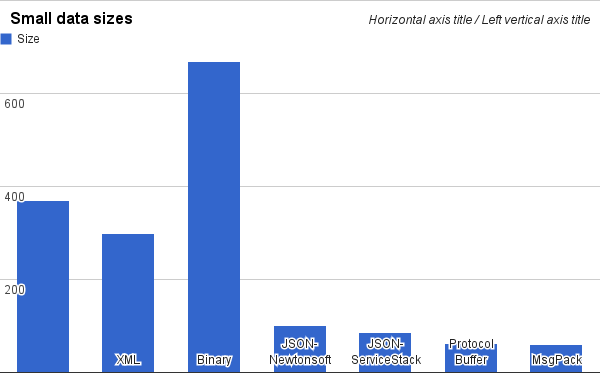 Small data sizes
Horizontal axis title / Left vertical axis title
Size
600
400
200
XML
Binary
JSON-
Newtonsoft
JSON-
ServiceStack
Protocol
Buffer
MsgPack